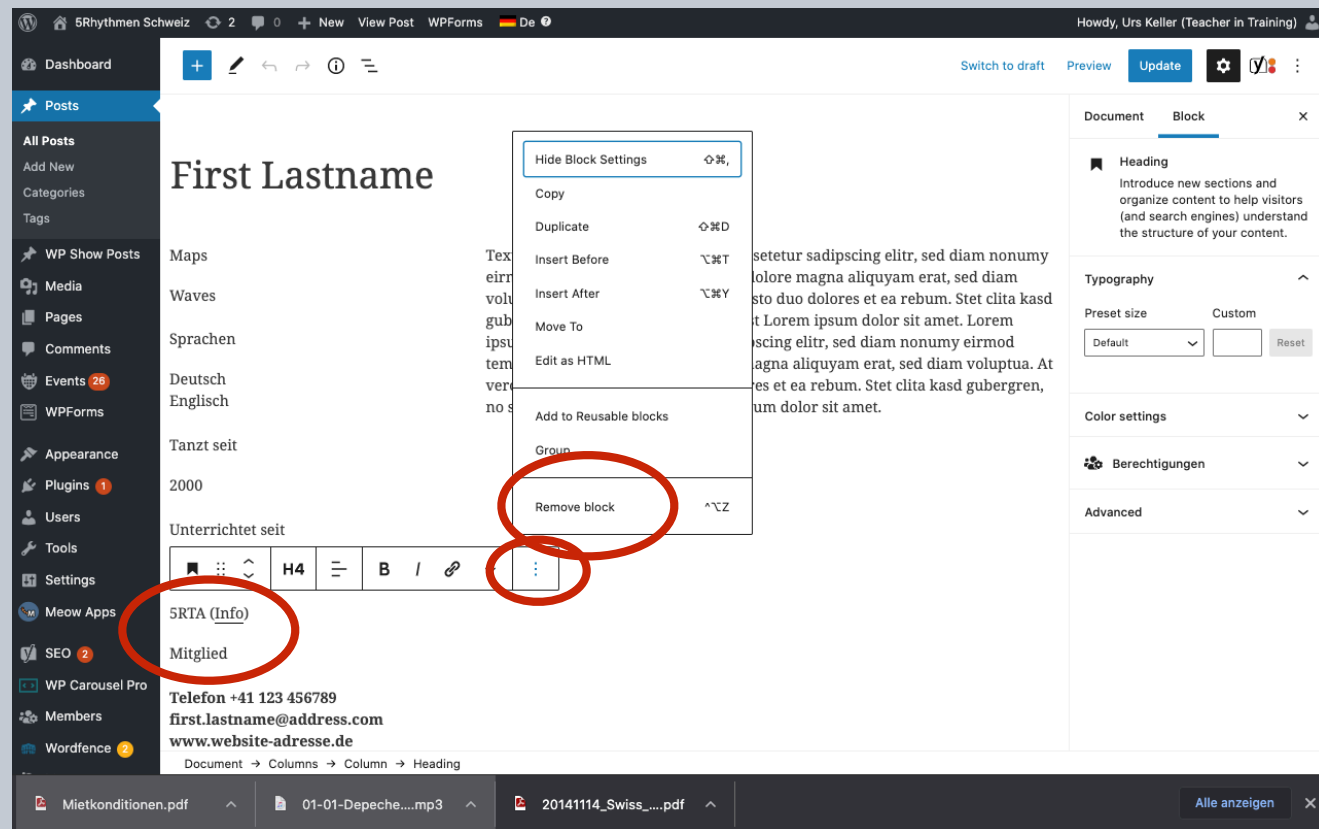 5Rhythmen Schweiz 2 0 + New View Post WPForms De Howdy, Urs Keller (Teacher in Training)
Dashboard
Posts
All Posts
Add New
Categories
Tags
WP Show Posts
Media
Pages
Comments
Events 26
WPForms
Appearance
Plugins 1
Users
Tools
Settings
Meow Apps
SEO 2
WP Carousel Pro
Members
Wordfence 2
Switch to draft Preview Update
First Lastname
Maps
Waves
Sprachen
Deutsch
Englisch
Tanzt seit
2000
Unterrichtet seit
H4 B I
5RTA (Info)
Mitglied
Telefon +41 123 456789
first.lastname@address.com
www.website-adresse.de
setetur sadipscing elitr, sed diam nonumy
dolore magna aliquyam erat, sed diam
sto duo dolores et ea rebum. Stet clita kasd
t Lorem ipsum dolor sit amet. Lorem
elitr, sed diam nonumy eirmod
aliquyam erat, sed diam voluptua. At
et ea rebum. Stet clita kasd gubergren,
no s um dolor sit amet.
Hide Block Settings ⇧⌘,
Copy
Duplicate ⇧⌘D
Insert Before ⌥⌘T
Insert After ⌥⌘Y
Move To
Edit as HTML
Add to Reusable blocks
Group
Remove block ^⌥Z
Document Block
Heading
Introduce new sections and
organize content to help visitors
(and search engines) understand
the structure of your content.
Typography
Preset size Custom
Default Reset
Color settings
Berechtigungen
Advanced
Document → Columns → Column → Heading
Mietkonditionen.pdf 01-01-Depeche....mp3 20141114_Swiss_....pdf Alle anzeigen